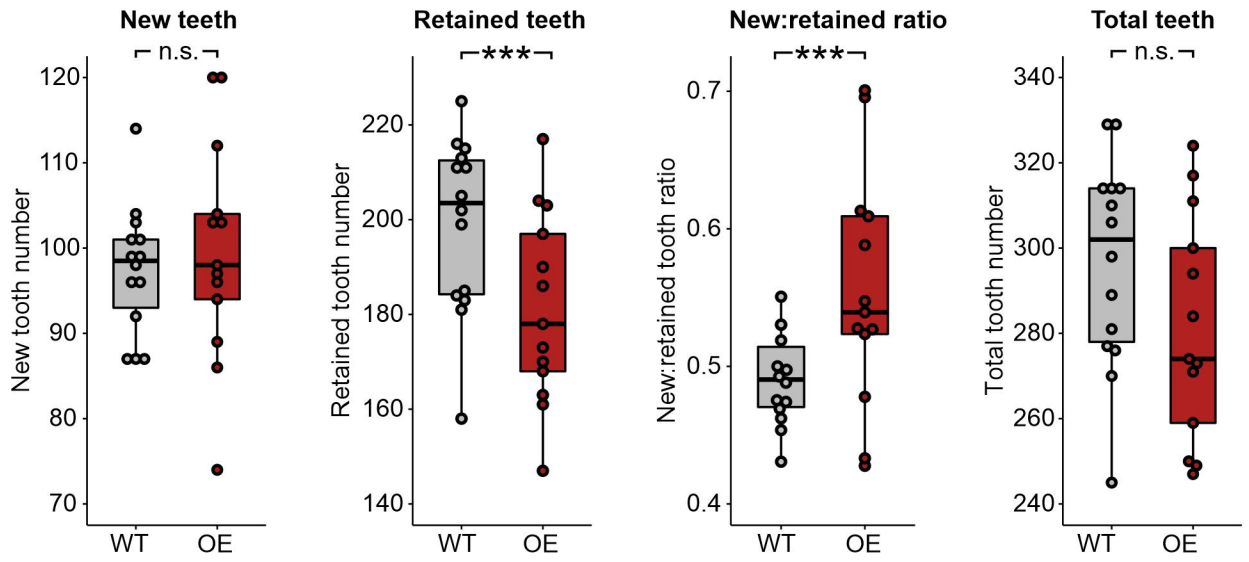 New teeth
n.s.
New tooth number
120
110
100
90
80
70
WT
OE
Retained teeth
***
Retained tooth number
220
200
180
160
140
WT
OE
New:retained ratio
***
New:retained tooth ratio
0.7
0.6
0.5
0.4
WT
OE
Total teeth
n.s.
Total tooth number
340
320
300
280
260
240
WT
OE